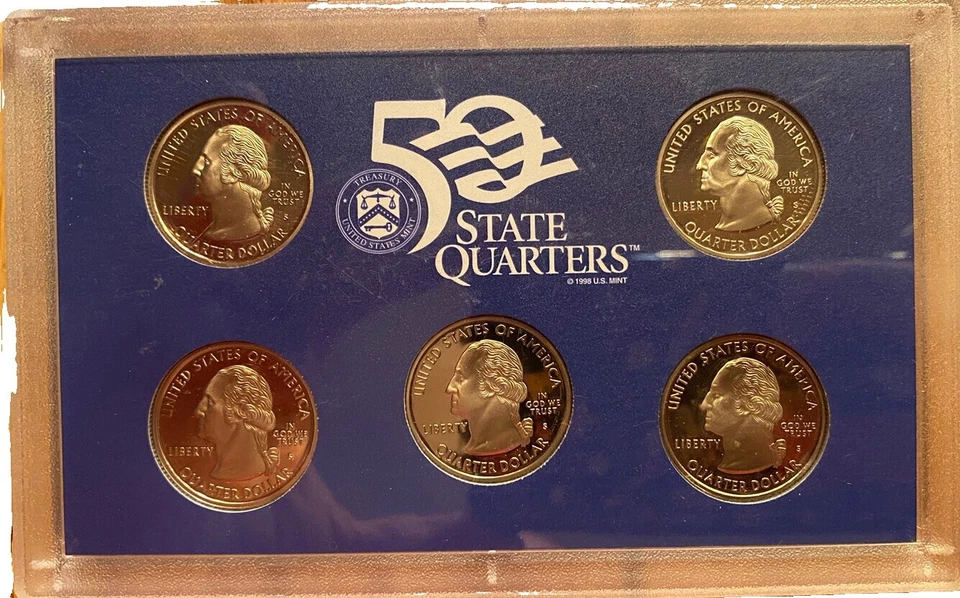 UNITED STATES OF AMERICA
LIBERTY
IN
GOD WE
TRUST
S
QUARTER DOLLAR
50
TREASURY
UNITED STATES MINT
STATE
QUARTERS™
© 1998 U.S. MINT
UNITED STATES OF AMERICA
LIBERTY
IN
GOD WE
TRUST
S
QUARTER DOLLAR
UNITED STATES OF AMERICA
LIBERTY
IN
GOD WE
TRUST
S
QUARTER DOLLAR
UNITED STATES OF AMERICA
LIBERTY
IN
GOD WE
TRUST
S
QUARTER DOLLAR
UNITED STATES OF AMERICA
LIBERTY
IN
GOD WE
TRUST
S
QUARTER DOLLAR